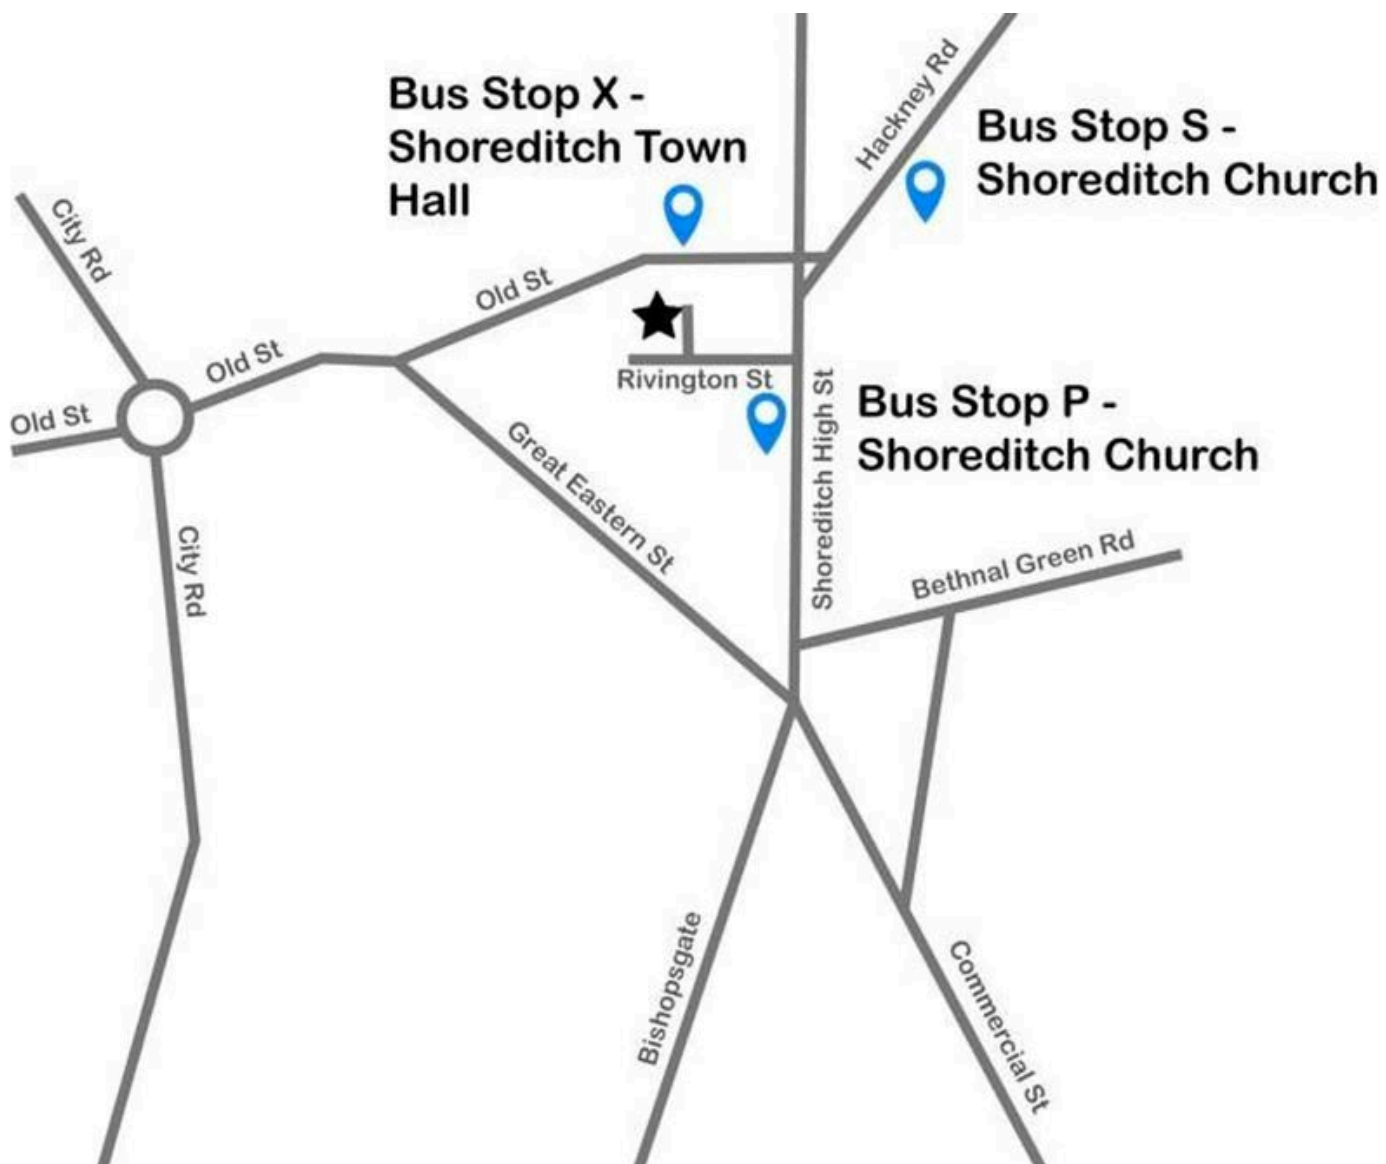 Bus Stop X -
Shoreditch Town
Hall
Hackney Rd
Bus Stop S -
Shoreditch Church
City Rd
Old St
Old St
Old St
Rivington St
Shoreditch High St
Bus Stop P -
Shoreditch Church
Great Eastern St
City Rd
Bethnal Green Rd
Bishopsgate
Commercial St